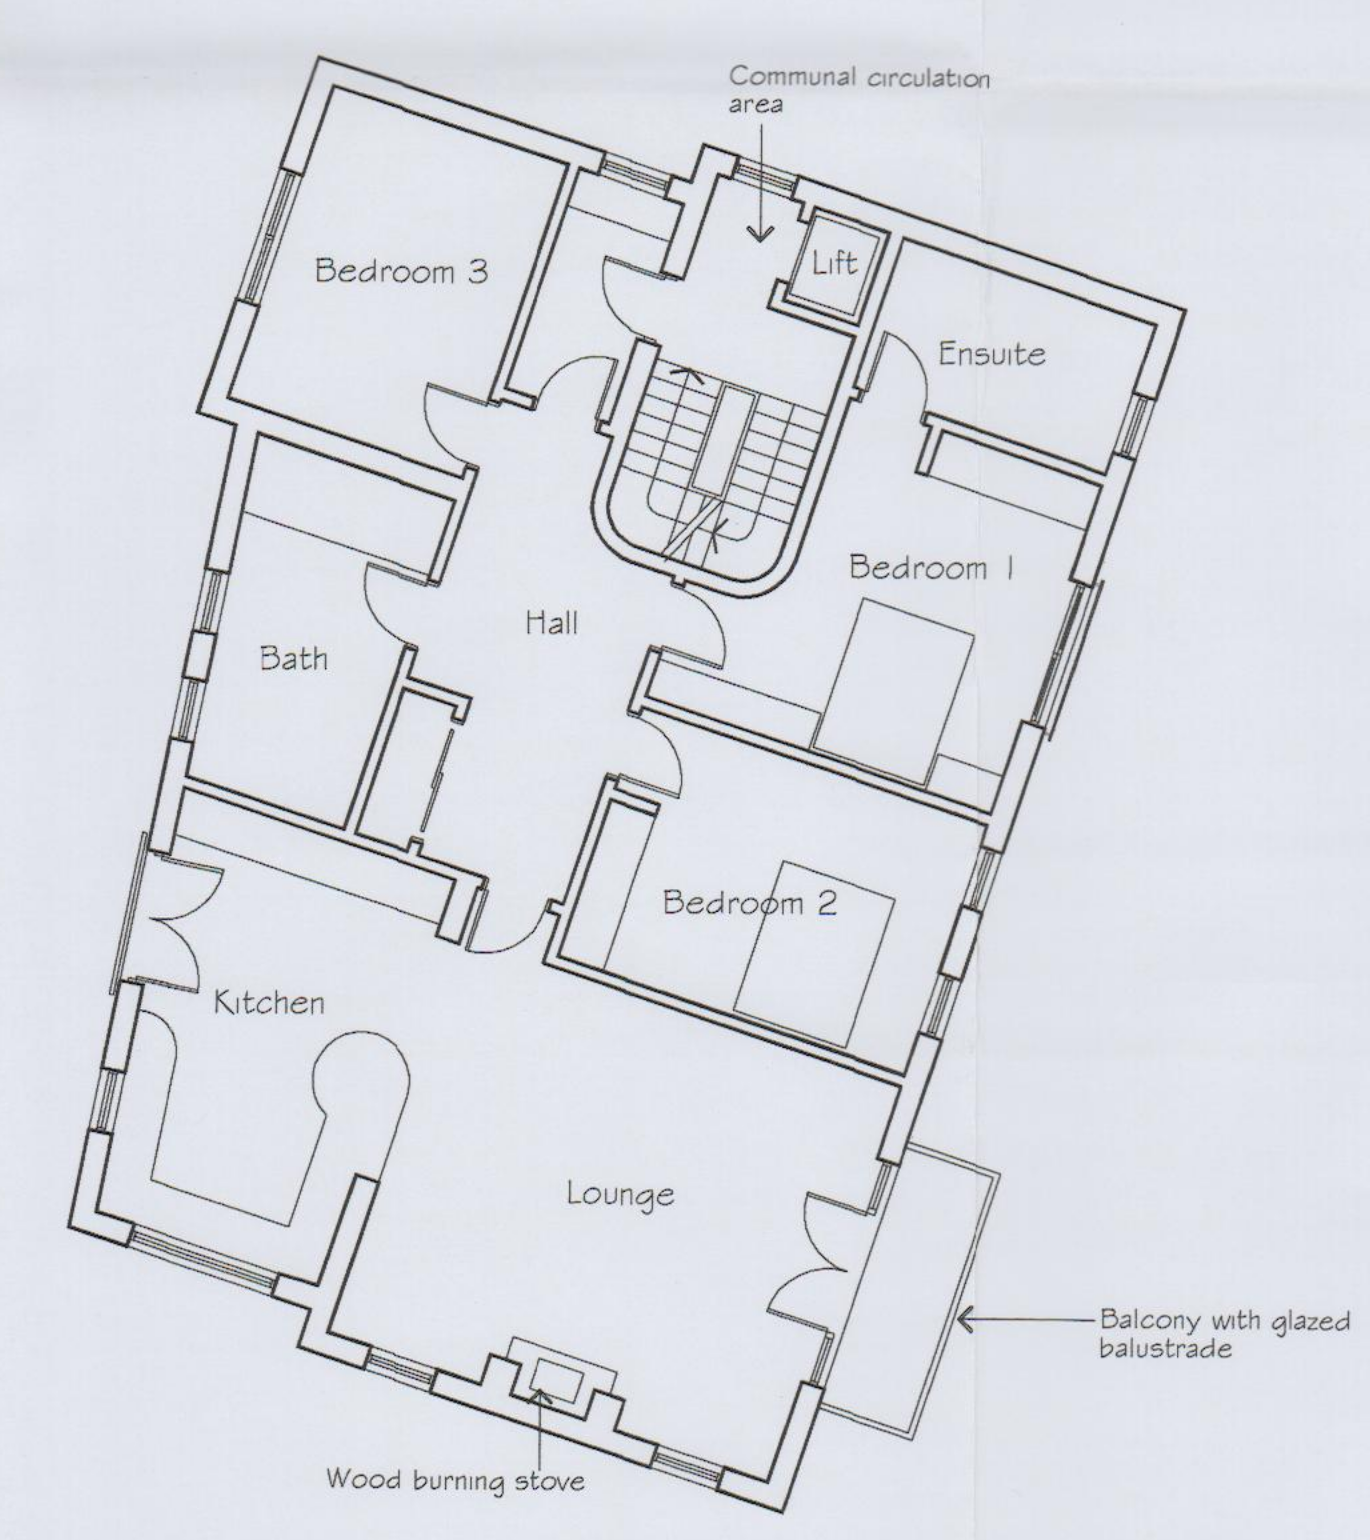 Communal circulation
area
Lift
Bedroom 3
Ensuite
Bedroom 1
Hall
Bath
Bedroom 2
Kitchen
Lounge
Balcony with glazed
balustrade
Wood burning stove